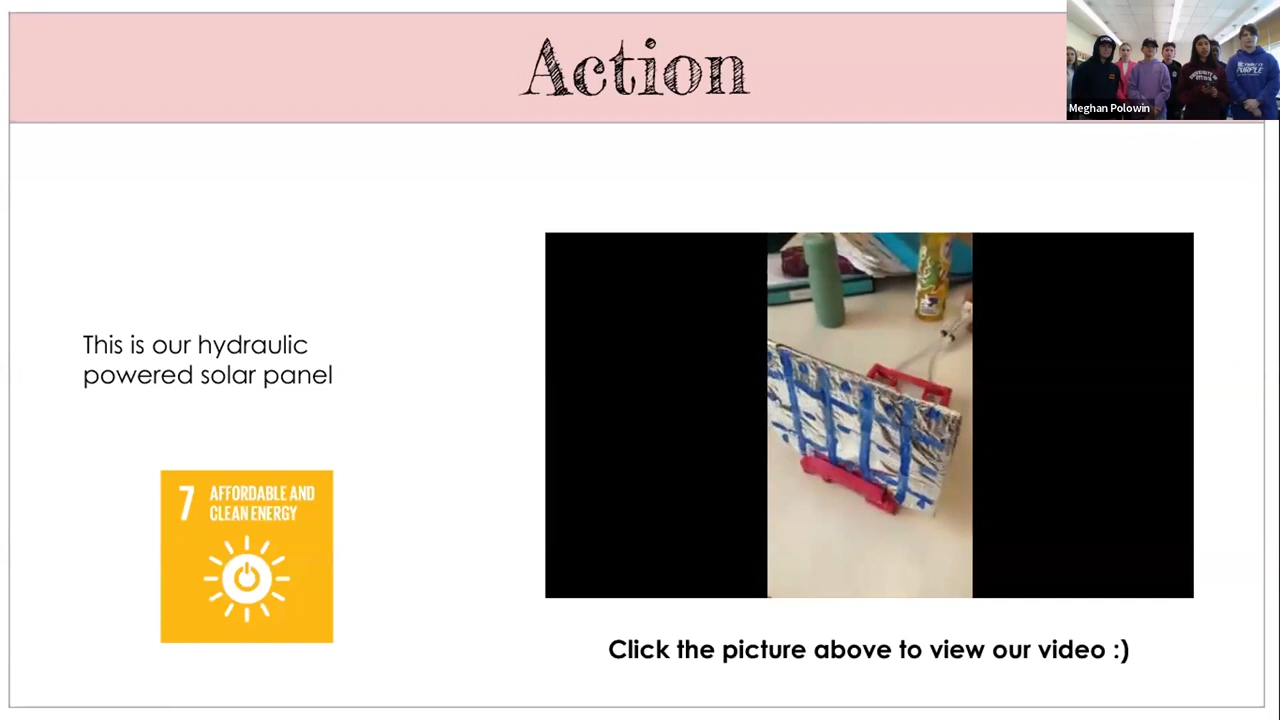 Action
Meghan Polowin
This is our hydraulic
powered solar panel
7 AFFORDABLE AND
CLEAN ENERGY
Click the picture above to view our video :)